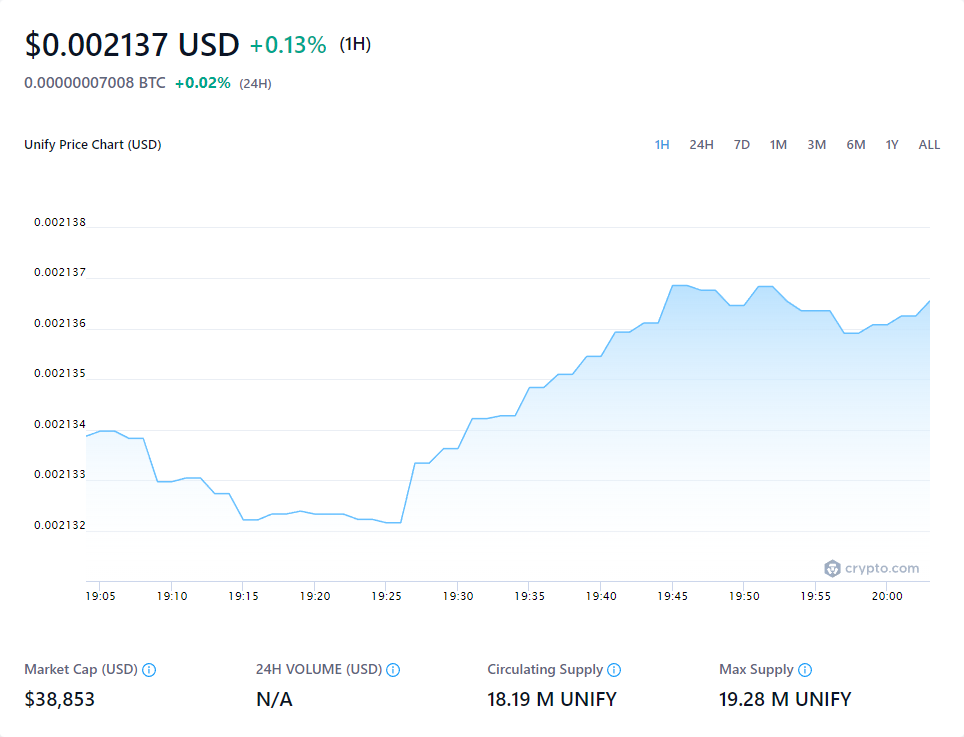 $0.002137 USD +0.13% (1H)
0.00000007008 BTC +0.02% (24H)
Unify Price Chart (USD)
1H 24H 7D 1M 3M 6M 1Y ALL
0.002138
0.002137
0.002136
0.002135
0.002134
0.002133
0.002132
crypto.com
19:05 19:10 19:15 19:20 19:25 19:30 19:35 19:40 19:45 19:50 19:55 20:00
Market Cap (USD) 24H VOLUME (USD) Circulating Supply Max Supply
$38,853 N/A 18.19 M UNIFY 19.28 M UNIFY